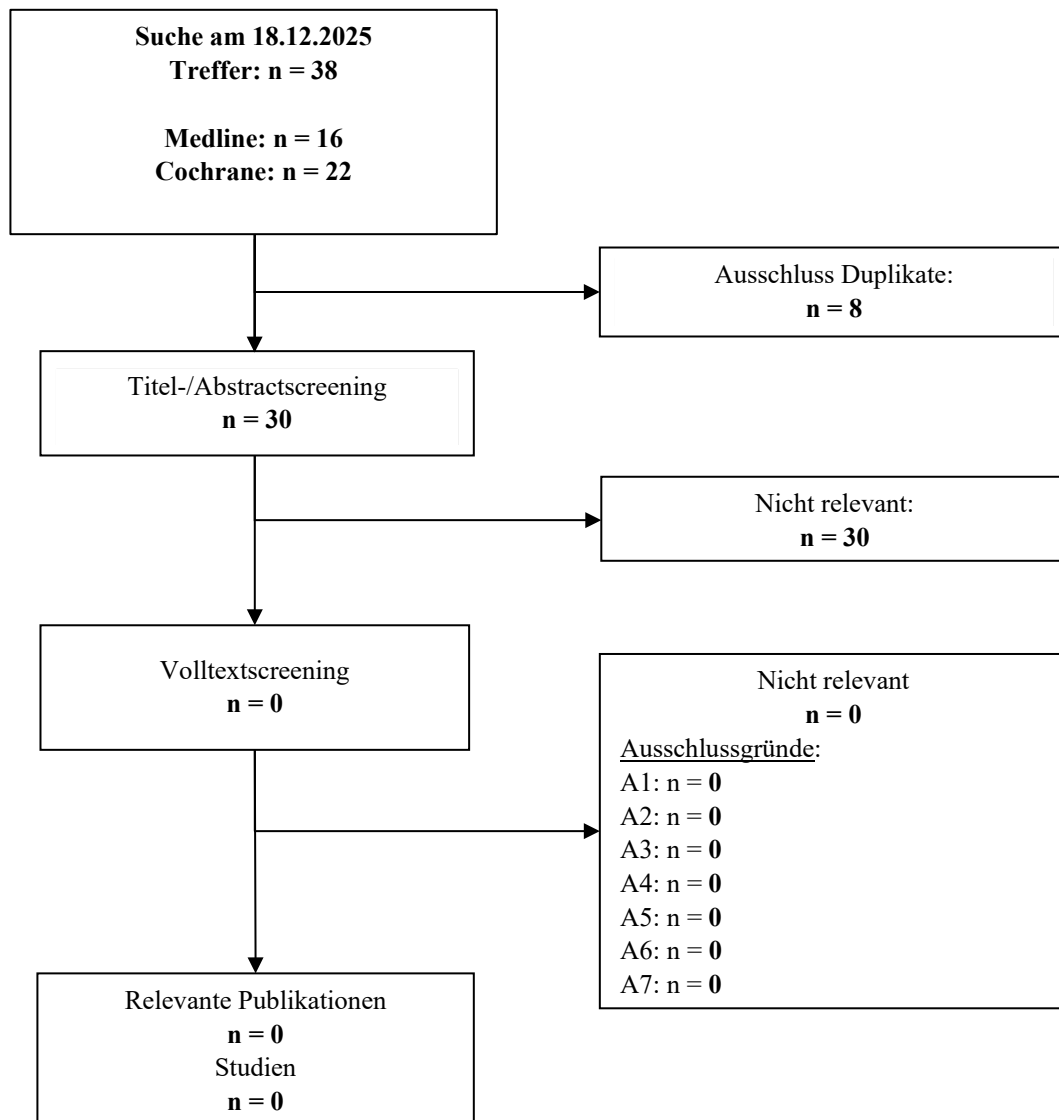 Suche am 18.12.2025
Treffer: n = 38
Medline: n = 16
Cochrane: n = 22
Ausschluss Duplikate:
n = 8
Titel-/Abstractscreening
n = 30
Nicht relevant:
n = 30
Volltextscreening
n = 0
Nicht relevant
n = 0
Ausschlussgründe:
A1: n = 0
A2: n = 0
A3: n = 0
A4: n = 0
A5: n = 0
A6: n = 0
A7: n = 0
Relevante Publikationen
n = 0
Studien
n = 0